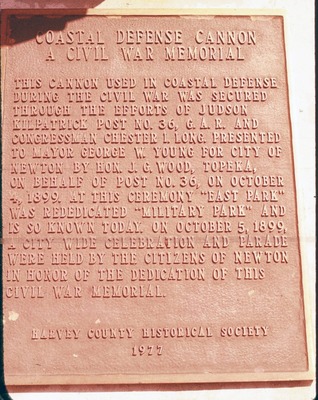 COASTAL DEFENSE CANNON
A CIVIL WAR MEMORIAL
THIS CANNON USED IN COASTAL DEFENSE
DURING THE CIVIL WAR WAS SECURED
THROUGH THE EFFORTS OF JUDSON
KILPATRICK POST NO. 36, G.A.R. AND
CONGRESSMAN CHESTER I. LONG. PRESENTED
TO MAYOR GEORGE W. YOUNG FOR CITY OF
NEWTON BY HON. J. G. WOOD, TOPEKA,
ON BEHALF OF POST NO. 36, ON OCTOBER
4, 1899. AT THIS CEREMONY "EAST PARK"
WAS REDEDICATED "MILITARY PARK" AND
IS SO KNOWN TODAY. ON OCTOBER 5, 1899,
A CITY WIDE CELEBRATION AND PARADE
WERE HELD BY THE CITIZENS OF NEWTON
IN HONOR OF THE DEDICATION OF THIS
CIVIL WAR MEMORIAL.
HARVEY COUNTY HISTORICAL SOCIETY
1977